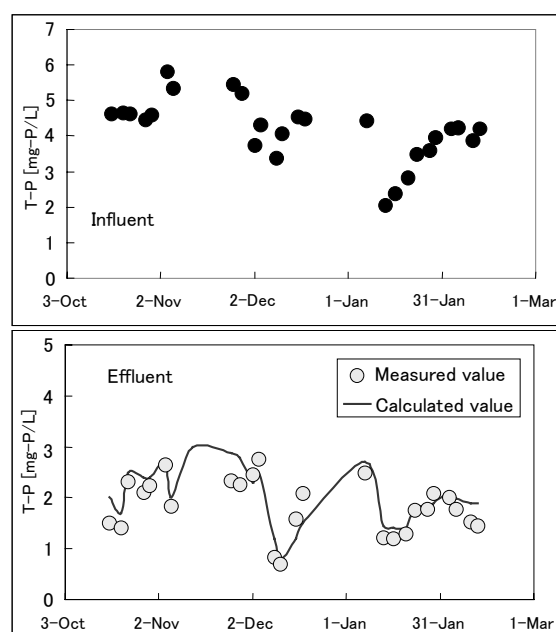 7
6
5
4
3
2
1
0
T-P [mg-P/L]
Influent
3-Oct 2-Nov 2-Dec 1-Jan 31-Jan 1-Mar
5
4
3
2
1
0
T-P [mg-P/L]
Effluent
Measured value
Calculated value
3-Oct 2-Nov 2-Dec 1-Jan 31-Jan 1-Mar